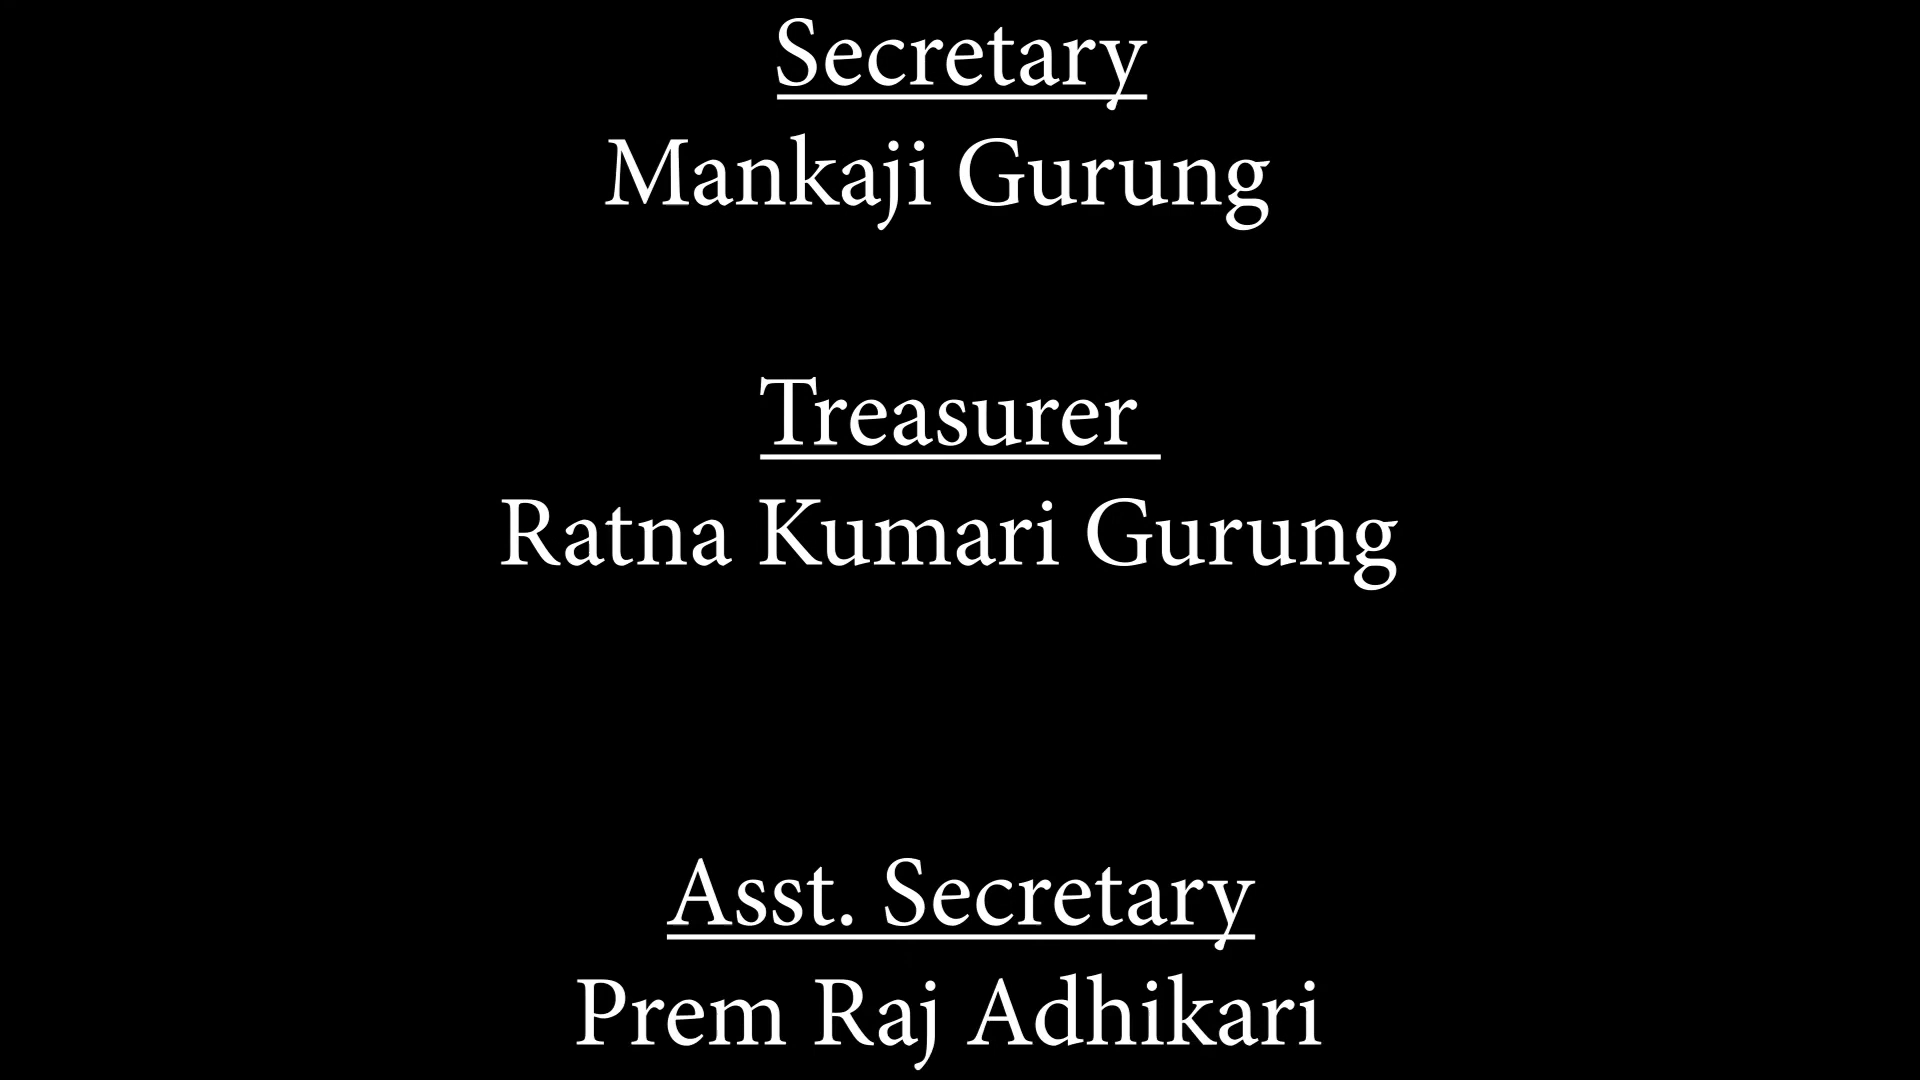 Secretary
Mankaji Gurung
Treasurer
Ratna Kumari Gurung
Asst. Secretary
Prem Raj Adhikari